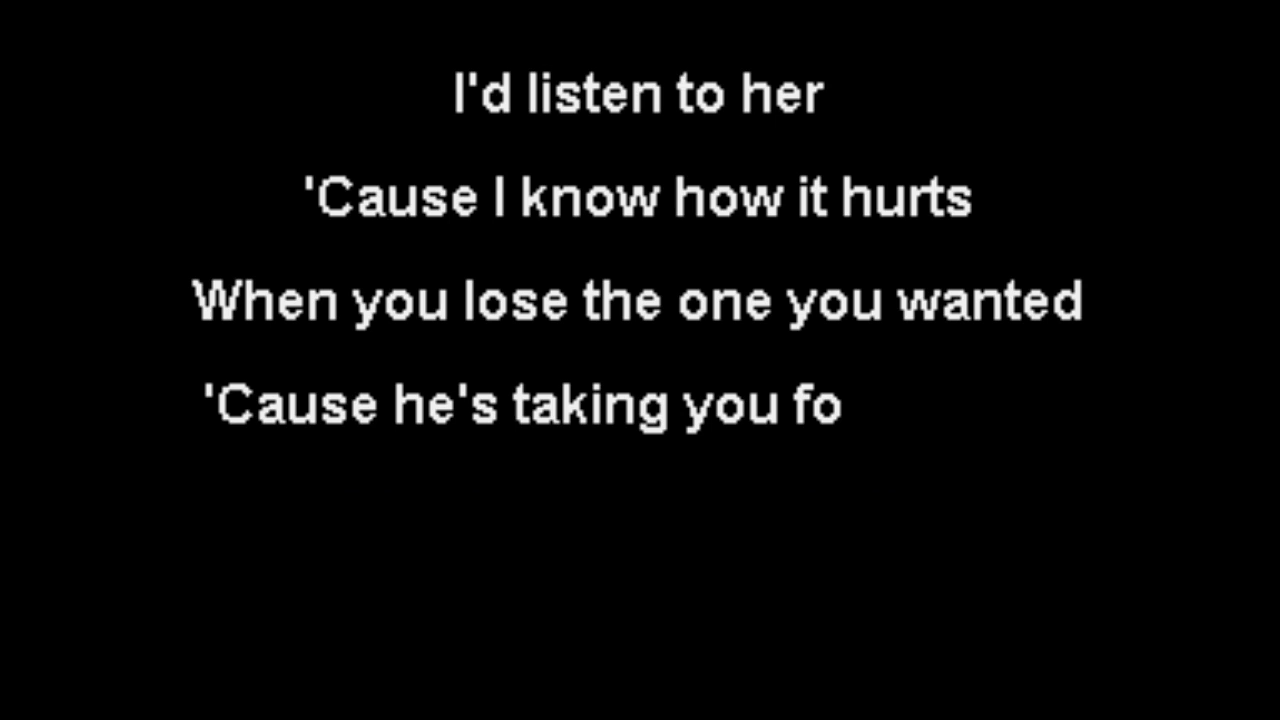 I'd listen to her
'Cause I know how it hurts
When you lose the one you wanted
'Cause he's taking you fo